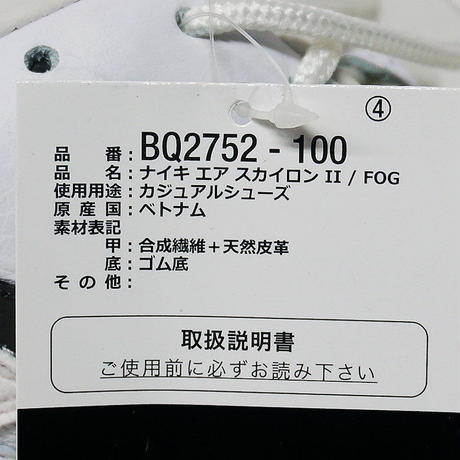 ④
品番：BQ2752 - 100
品名：ナイキ エア スカイロン II / FOG
使用用途：カジュアルシューズ
原産国：ベトナム
素材表記
甲：合成繊維＋天然皮革
底：ゴム底
その他：
取扱説明書
ご使用前に必ずお読み下さい